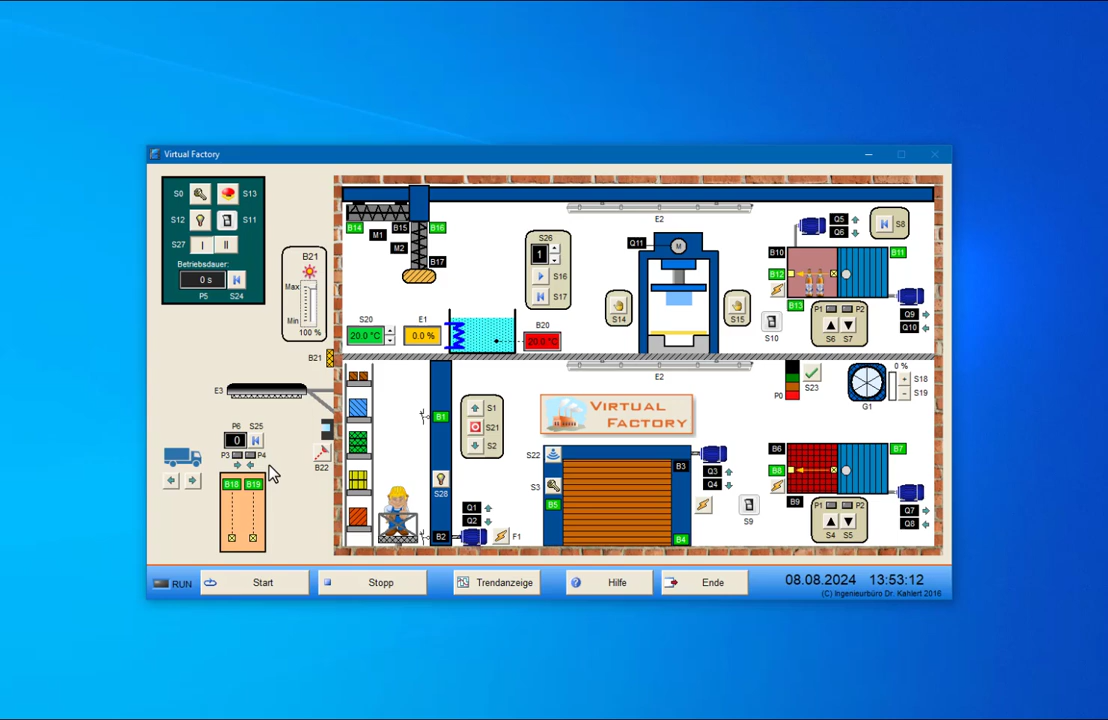 Virtual Factory
S0
S13
S12
S11
S27
I
II
Betriebsdauer:
0 s
P5
S24
B21
Max
Min
100 %
B21
E3
P6
S25
0
P3
P4
B18
B19
B22
B14
B15
B16
M1
M2
B17
S20
E1
B20
20.0 °C
0.0 %
20.0 °C
S26
1
S16
S17
E2
Q11
M
S14
S15
S10
Q5
Q6
S8
B10
B11
B12
B13
P1
P2
S6
S7
Q9
Q10
E2
B1
S1
S21
S2
S28
B2
Q1
Q2
F1
VIRTUAL
FACTORY
S22
S3
B5
B3
B4
Q3
Q4
S9
P0
S23
0 %
G1
S18
S19
B6
B7
B8
B9
P1
P2
S4
S5
Q7
Q8
RUN
Start
Stopp
Trendanzeige
Hilfe
Ende
08.08.2024
13:53:12
(C) Ingenieurbüro Dr. Kahlert 2016